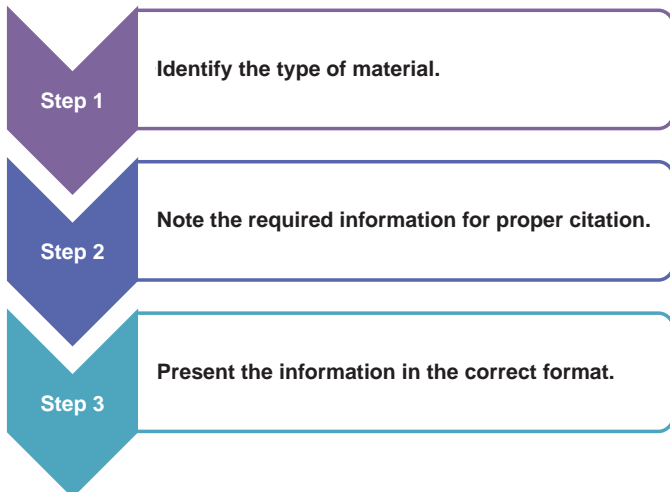 Step 1
Identify the type of material.
Step 2
Note the required information for proper citation.
Step 3
Present the information in the correct format.